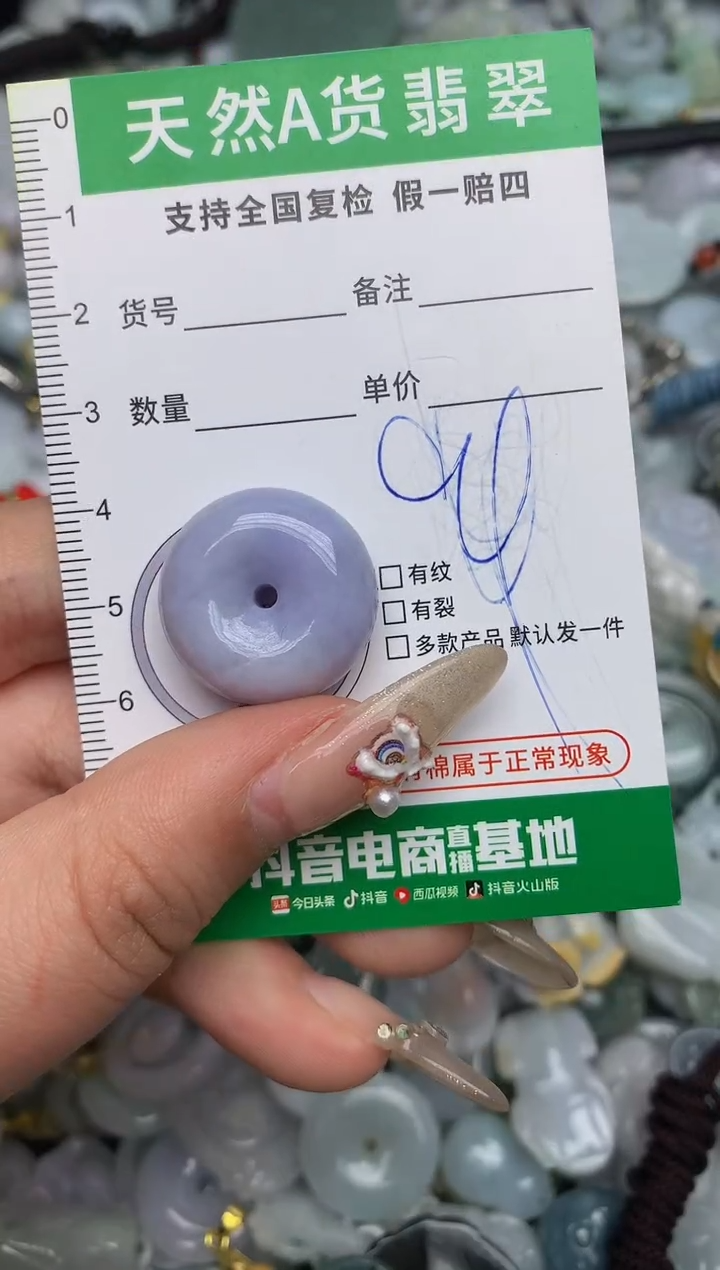 天然A货翡翠
支持全国复检 假一赔四
货号 备注
数量 单价
有纹
有裂
多款产品 默认发一件
棉属于正常现象
抖音电商直播基地
头条 今日头条 抖音 西瓜视频 抖音火山版
0
1
2
3
4
5
6